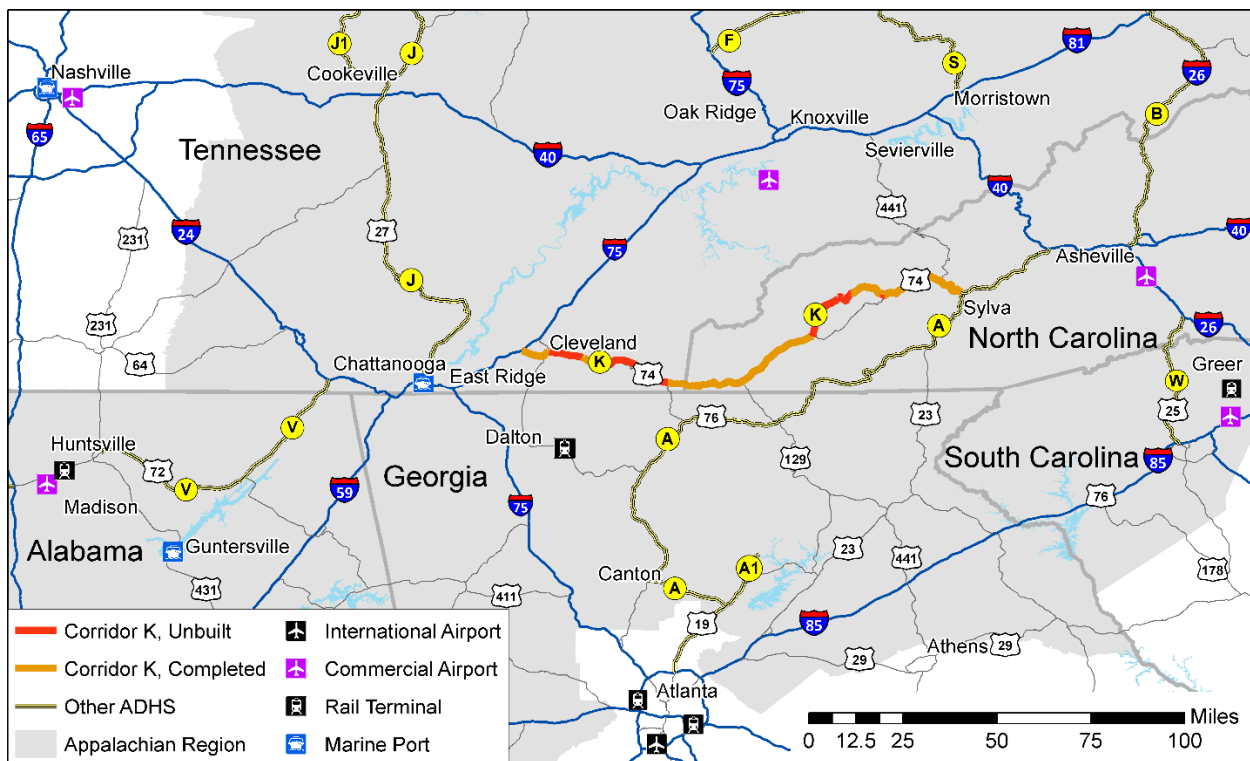 J1
J
F
S
81
26
Nashville
Cookeville
75
Oak Ridge
Morristown
65
Knoxville
B
Tennessee
40
Sevierville
40
441
231
24
27
75
40
Asheville
J
74
K
A
Sylva
26
North Carolina
231
64
Chattanooga
Cleveland
K
74
East Ridge
Greer
W
25
V
76
23
Huntsville
72
V
Dalton
A
129
South Carolina
85
76
Madison
59
Georgia
75
Alabama
Guntersville
431
Canton
A
A1
23
441
178
411
19
85
Athens
29
29
Atlanta
Corridor K, Unbuilt
International Airport
Corridor K, Completed
Commercial Airport
Other ADHS
Rail Terminal
Appalachian Region
Marine Port
Miles
0 12.5 25 50 75 100